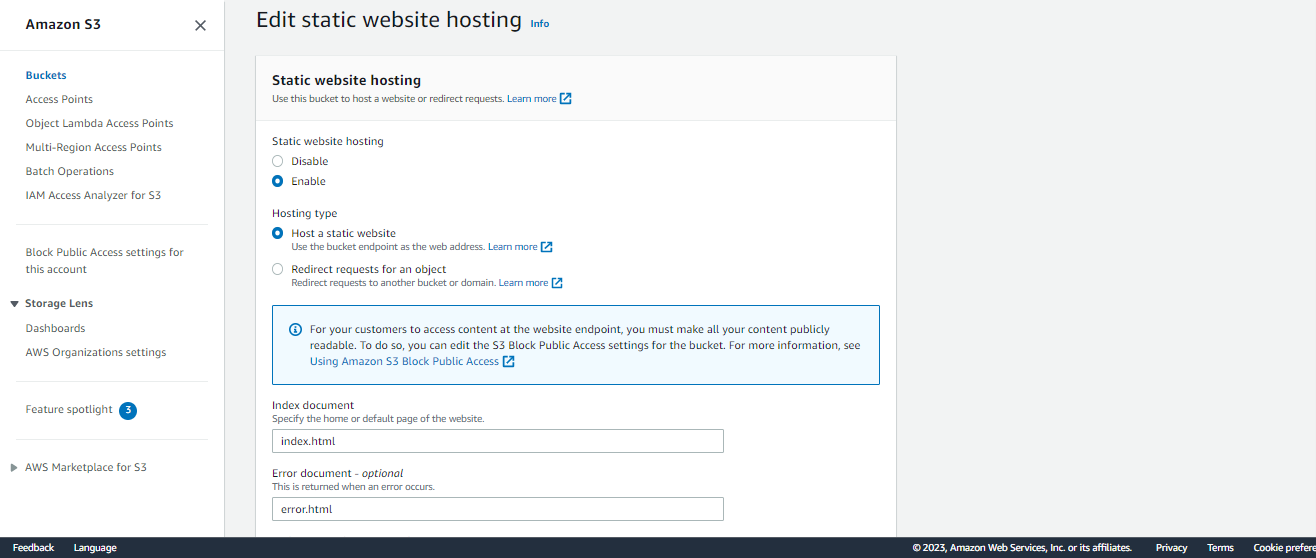 Amazon S3
Buckets
Access Points
Object Lambda Access Points
Multi-Region Access Points
Batch Operations
IAM Access Analyzer for S3
Block Public Access settings for
this account
Storage Lens
Dashboards
AWS Organizations settings
Feature spotlight 3
AWS Marketplace for S3
Edit static website hosting Info
Static website hosting
Use this bucket to host a website or redirect requests. Learn more
Static website hosting
Disable
Enable
Hosting type
Host a static website
Use the bucket endpoint as the web address. Learn more
Redirect requests for an object
Redirect requests to another bucket or domain. Learn more
For your customers to access content at the website endpoint, you must make all your content publicly
readable. To do so, you can edit the S3 Block Public Access settings for the bucket. For more information, see
Using Amazon S3 Block Public Access
Index document
Specify the home or default page of the website.
index.html
Error document - optional
This is returned when an error occurs.
error.html
Feedback Language © 2023, Amazon Web Services, Inc. or its affiliates. Privacy Terms Cookie prefere